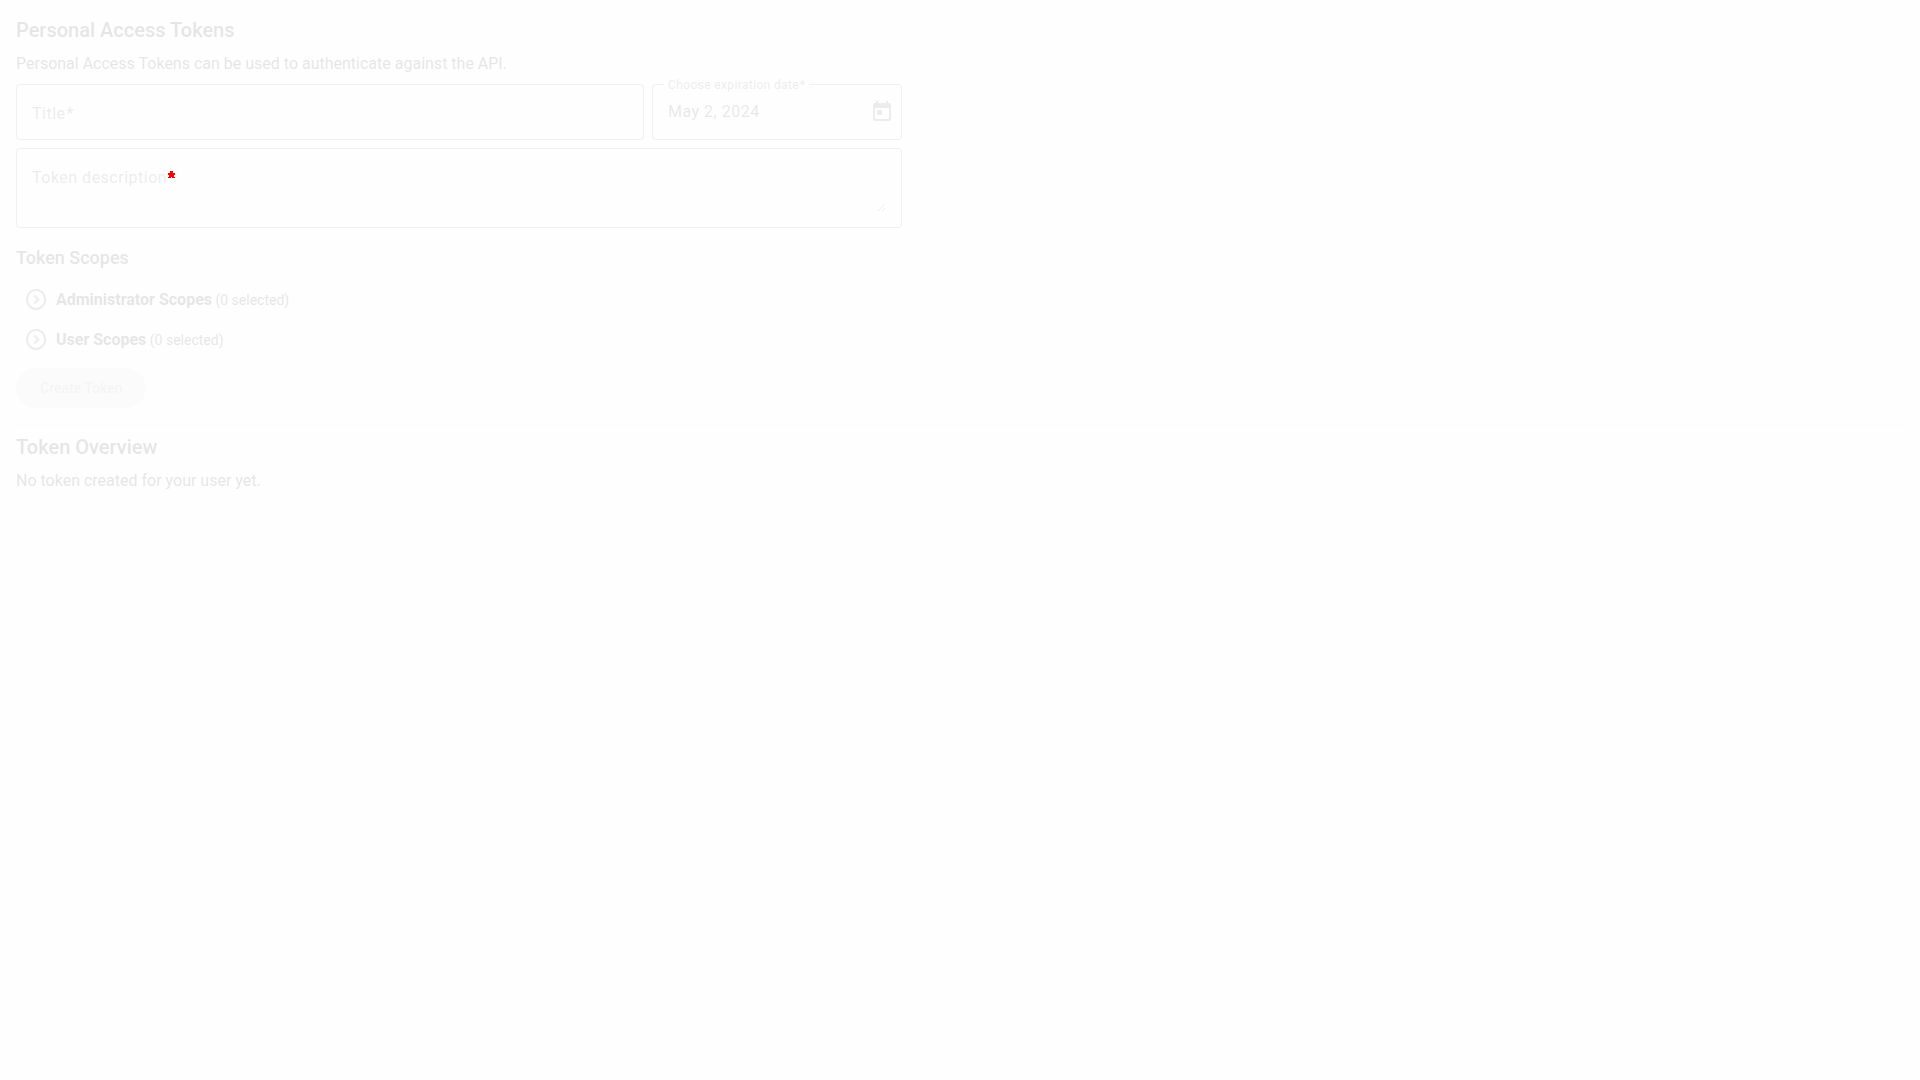 Personal Access Tokens
Personal Access Tokens can be used to authenticate against the API.
Choose expiration date*
Title*
May 2, 2024
Token description*
Token Scopes
Administrator Scopes (0 selected)
User Scopes (0 selected)
Create Token
Token Overview
No token created for your user yet.